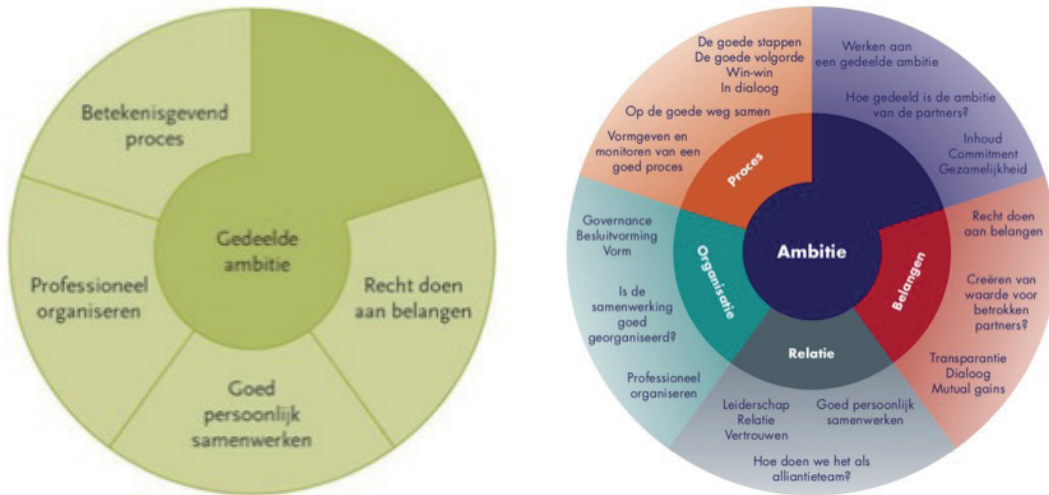 Betekenisgevend
proces
Gedeelde
ambitie
Professioneel
organiseren
Recht doen
aan belangen
Goed
persoonlijk
samenwerken
De goede stappen
De goede volgorde
Win-win
In dialoog
Op de goede weg samen
Vormgeven en
monitoren van een
goed proces
Proces
Werken aan
een gedeelde ambitie
Hoe gedeeld is de ambitie
van de partners?
Inhoud
Commitment
Gezamelijkheid
Ambitie
Governance
Besluitvorming
Vorm
Is de
samenwerking
goed
georganiseerd?
Professioneel
organiseren
Organisatie
Recht doen
aan belangen
Creëren van
waarde voor
betrokken
partners?
Transparantie
Dialoog
Mutual gains
Belangen
Relatie
Leiderschap
Relatie
Vertrouwen
Goed persoonlijk
samenwerken
Hoe doen we het als
alliantieteam?